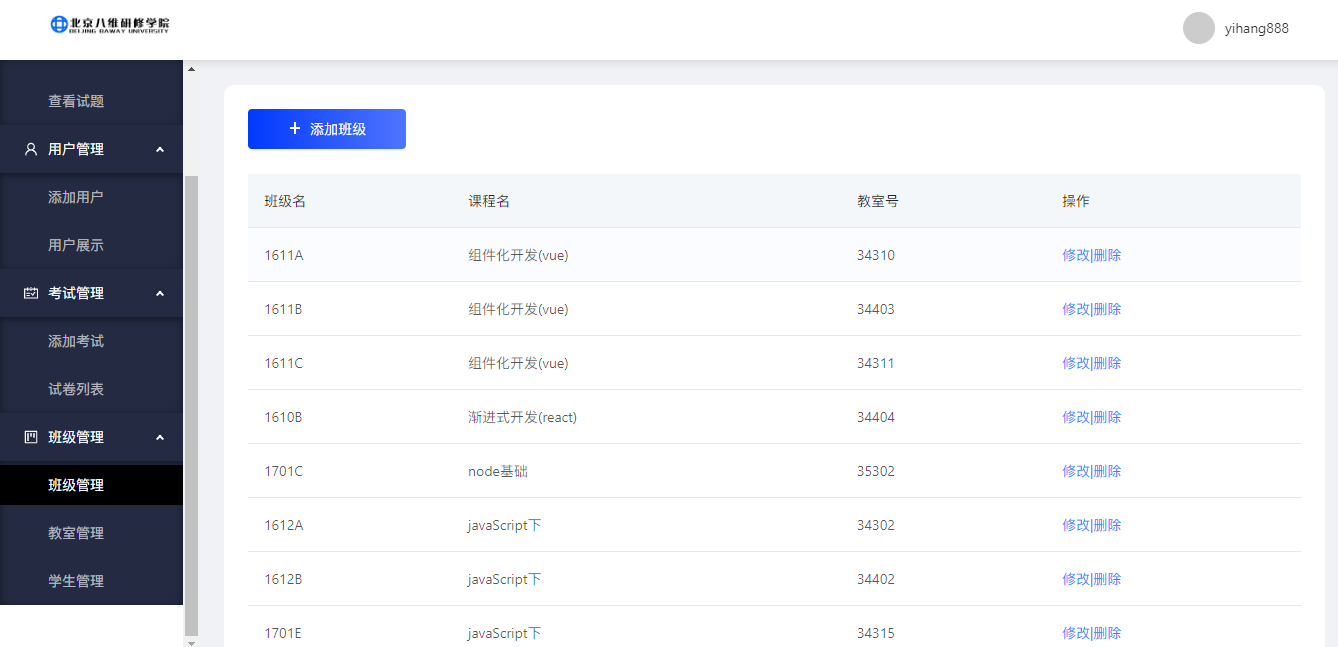 北京八维研修学院
BEIJING BAWAY UNIVERSITY
yihang888
查看试题
用户管理
添加用户
用户展示
考试管理
添加考试
试卷列表
班级管理
班级管理
教室管理
学生管理
+ 添加班级
班级名 课程名 教室号 操作
1611A 组件化开发(vue) 34310 修改|删除
1611B 组件化开发(vue) 34403 修改|删除
1611C 组件化开发(vue) 34311 修改|删除
1610B 渐进式开发(react) 34404 修改|删除
1701C node基础 35302 修改|删除
1612A javaScript下 34302 修改|删除
1612B javaScript下 34402 修改|删除
1701E javaScript下 34315 修改|删除